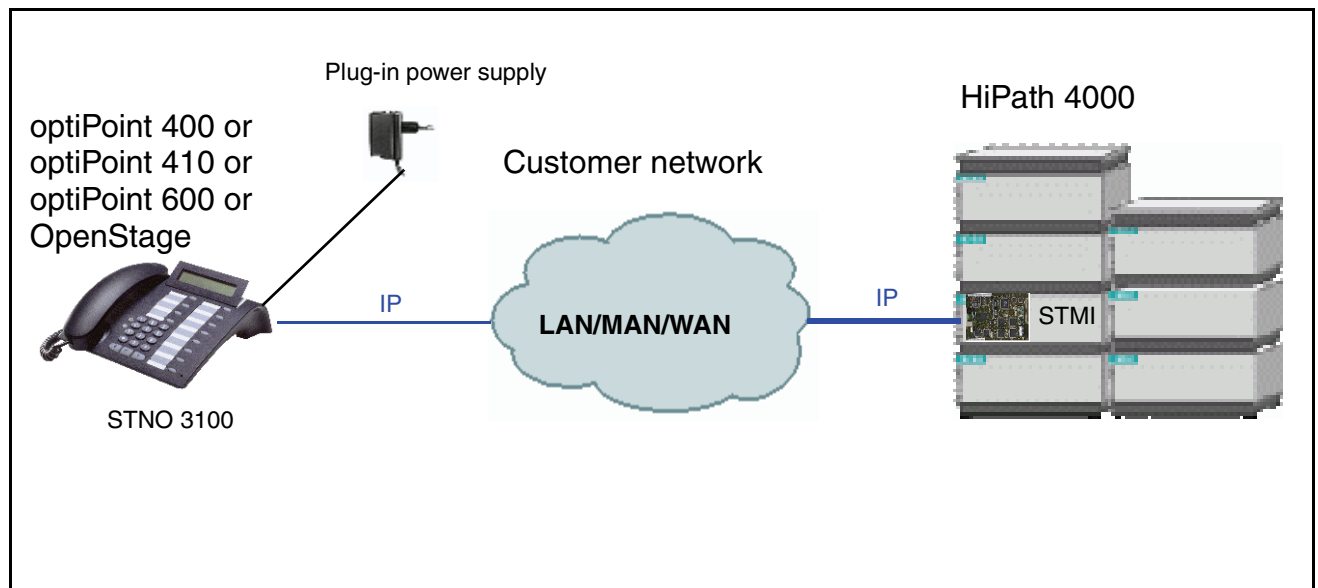 Plug-in power supply
optiPoint 400 or
optiPoint 410 or
optiPoint 600 or
OpenStage
Customer network
HiPath 4000
IP
LAN/MAN/WAN
IP
STMI
STNO 3100